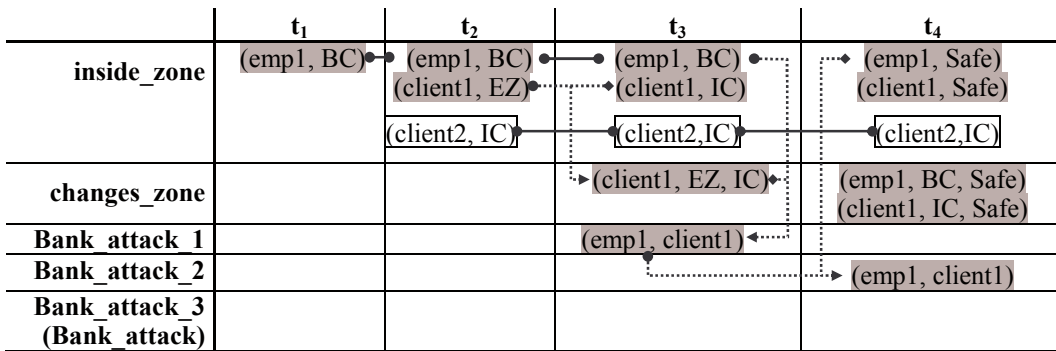 t₁ t₂ t₃ t₄
inside_zone (emp1, BC) (emp1, BC) (emp1, BC) (emp1, Safe)
(client1, EZ) (client1, IC) (client1, Safe)
(client2, IC) (client2,IC) (client2,IC)
changes_zone (client1, EZ, IC) (emp1, BC, Safe)
(client1, IC, Safe)
Bank_attack_1 (emp1, client1)
Bank_attack_2 (emp1, client1)
Bank_attack_3
(Bank_attack)